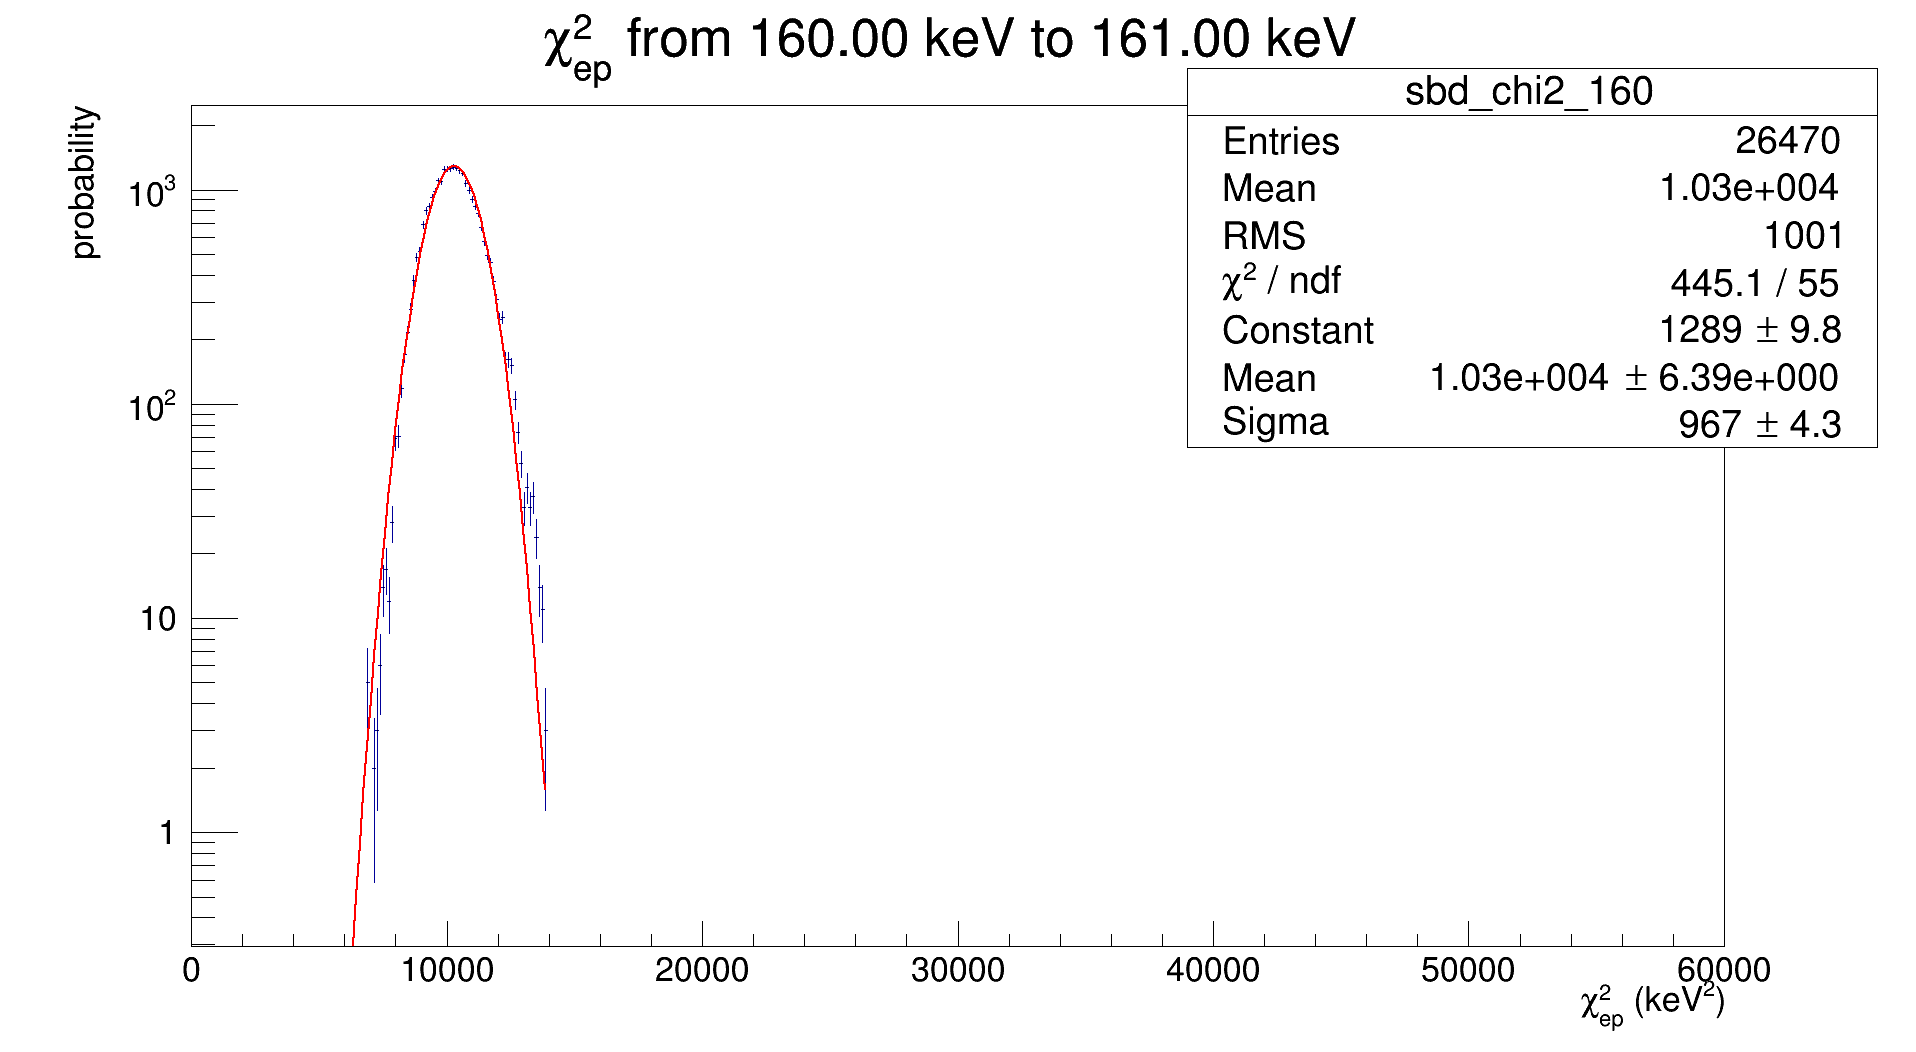 χ²ep from 160.00 keV to 161.00 keV
sbd_chi2_160
Entries 26470
Mean 1.03e+004
RMS 1001
χ² / ndf 445.1 / 55
Constant 1289 ± 9.8
Mean 1.03e+004 ± 6.39e+000
Sigma 967 ± 4.3
probability
10³
10²
10
1
0 10000 20000 30000 40000 50000 60000
χ²ep (keV²)